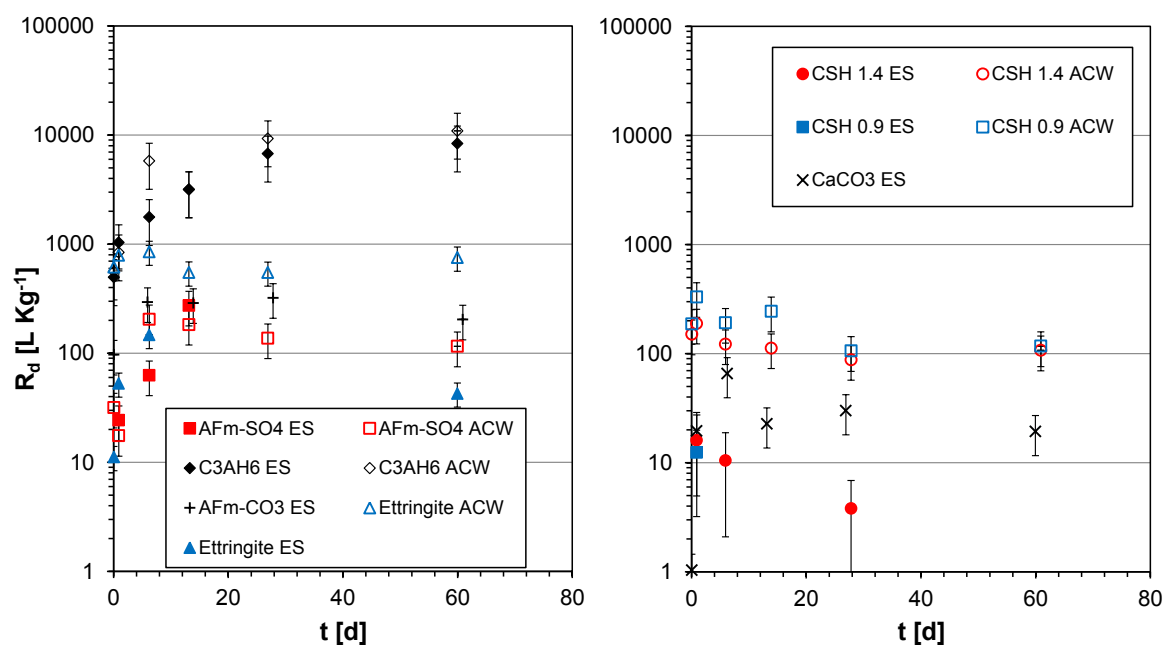 100000
10000
1000
100
10
1
R_d [L Kg⁻¹]
AFm-SO4 ES
AFm-SO4 ACW
C3AH6 ES
C3AH6 ACW
AFm-CO3 ES
Ettringite ACW
Ettringite ES
0 20 40 60 80
t [d]
100000
10000
1000
100
10
1
CSH 1.4 ES
CSH 1.4 ACW
CSH 0.9 ES
CSH 0.9 ACW
CaCO3 ES
0 20 40 60 80
t [d]